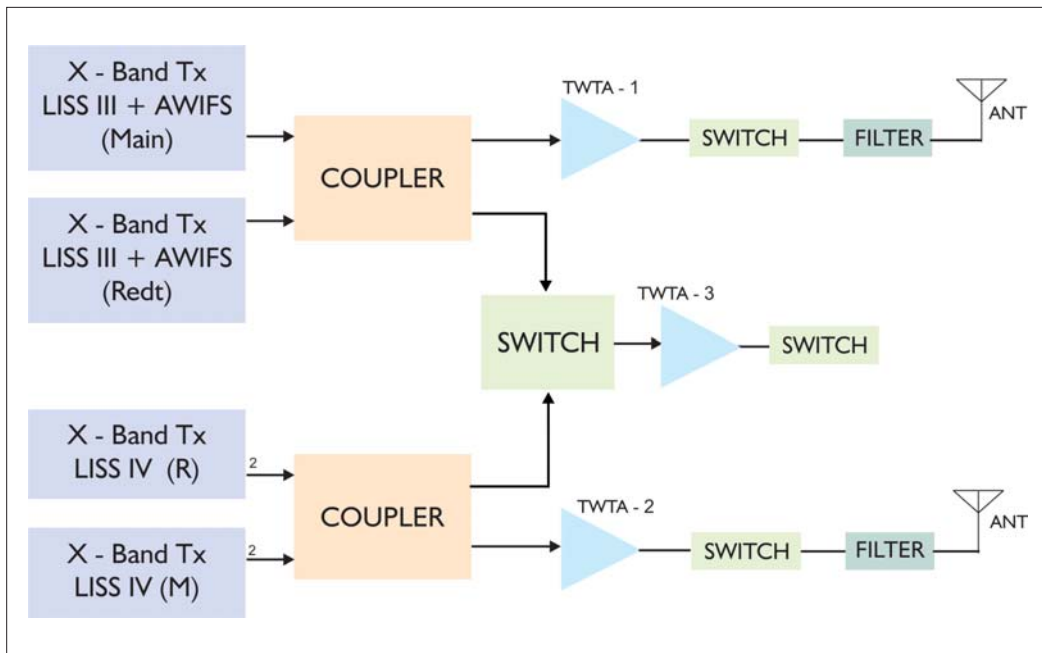 X - Band Tx
LISS III + AWIFS
(Main)
COUPLER
TWTA - 1
SWITCH
FILTER
ANT
X - Band Tx
LISS III + AWIFS
(Redt)
SWITCH
TWTA - 3
SWITCH
X - Band Tx
LISS IV (R)
2
COUPLER
X - Band Tx
LISS IV (M)
2
TWTA - 2
SWITCH
FILTER
ANT